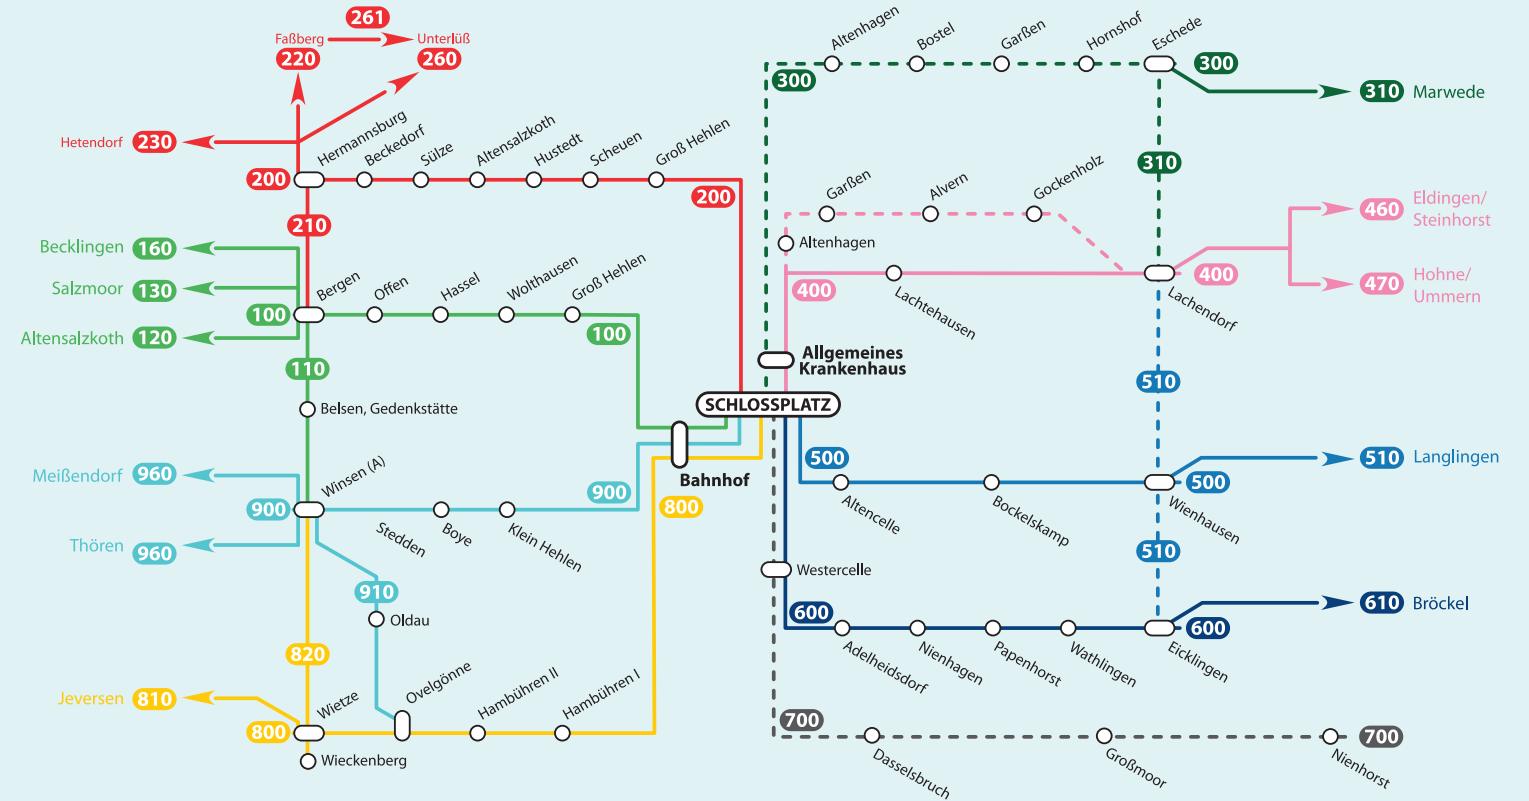 261
Faßberg
Unterlüß
220
260
Hetendorf
230
Hermannsburg
Beckedorf
Sülze
Altensalzkoth
Hustedt
Scheuen
Groß Hehlen
200
200
210
Becklingen
160
Salzmoor
130
Altensalzkoth
120
Bergen
Offen
Hassel
Wolthausen
Groß Hehlen
100
100
110
Belsen, Gedenkstätte
Meißendorf
960
Thören
960
Winsen (A)
900
Stedden
Boye
Klein Hehlen
900
910
Oldau
820
Jeversen
810
Wietze
Ovelgönne
Hambühren II
Hambühren I
800
Wieckenberg
800
Bahnhof
SCHLOSSPLATZ
Allgemeines
Krankenhaus
Altenhagen
Bostel
Garßen
Hornshof
Eschede
300
300
310
Marwede
310
Garßen
Alvern
Gockenholz
Altenhagen
400
Lachtehausen
Lachendorf
400
460
Eldingen/
Steinhorst
470
Hohne/
Ummern
510
500
Altencelle
Bockelskamp
Wienhausen
500
510
Langlingen
510
Westercelle
600
Adelheidsdorf
Nienhagen
Papenhorst
Wathlingen
Eicklingen
600
610
Bröckel
700
Dasselsbruch
Großmoor
Nienhorst
700